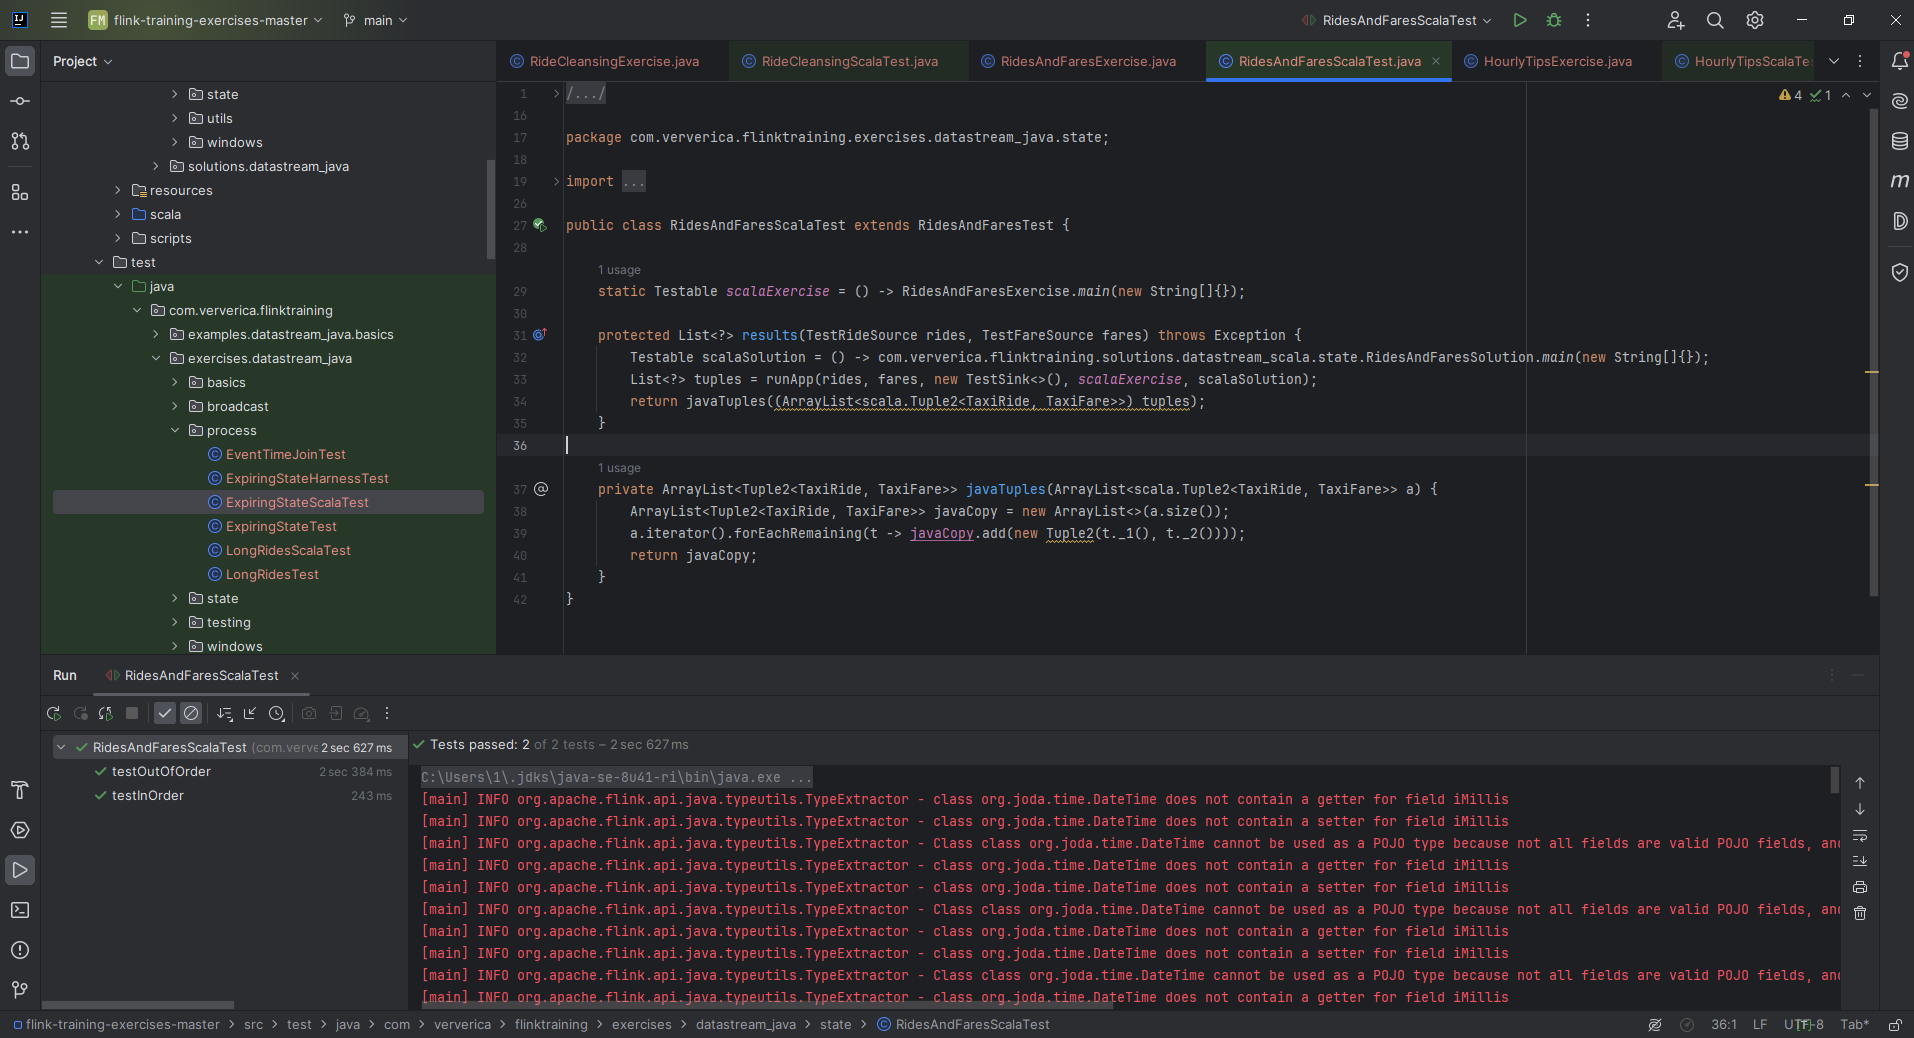 FM flink-training-exercises-master main RidesAndFaresScalaTest
Project
RideCleansingExercise.java RideCleansingScalaTest.java RidesAndFaresExercise.java RidesAndFaresScalaTest.java HourlyTipsExercise.java HourlyTipsScalaTe
state
utils
windows
solutions.datastream_java
resources
scala
scripts
test
java
com.ververica.flinktraining
examples.datastream_java.basics
exercises.datastream_java
basics
broadcast
process
EventTimeJoinTest
ExpiringStateHarnessTest
ExpiringStateScalaTest
ExpiringStateTest
LongRidesScalaTest
LongRidesTest
state
testing
windows
4 1
1 /.../
16
17 package com.ververica.flinktraining.exercises.datastream_java.state;
18
19 import ...
26
27 public class RidesAndFaresScalaTest extends RidesAndFaresTest {
28
1 usage
29 static Testable scalaExercise = () -> RidesAndFaresExercise.main(new String[]{});
30
31 protected List<?> results(TestRideSource rides, TestFareSource fares) throws Exception {
32 Testable scalaSolution = () -> com.ververica.flinktraining.solutions.datastream_scala.state.RidesAndFaresSolution.main(new String[]{});
33 List<?> tuples = runApp(rides, fares, new TestSink<>(), scalaExercise, scalaSolution);
34 return javaTuples((ArrayList<scala.Tuple2<TaxiRide, TaxiFare>>) tuples);
35 }
36
1 usage
37 @ private ArrayList<Tuple2<TaxiRide, TaxiFare>> javaTuples(ArrayList<scala.Tuple2<TaxiRide, TaxiFare>> a) {
38 ArrayList<Tuple2<TaxiRide, TaxiFare>> javaCopy = new ArrayList<>(a.size());
39 a.iterator().forEachRemaining(t -> javaCopy.add(new Tuple2(t._1(), t._2())));
40 return javaCopy;
41 }
42 }
Run RidesAndFaresScalaTest
RidesAndFaresScalaTest (com.verve 2 sec 627 ms
testOutOfOrder 2 sec 384 ms
testInOrder 243 ms
Tests passed: 2 of 2 tests – 2 sec 627 ms
C:\Users\1\.jdks\java-se-8u41-ri\bin\java.exe ...
[main] INFO org.apache.flink.api.java.typeutils.TypeExtractor - class org.joda.time.DateTime does not contain a getter for field iMillis
[main] INFO org.apache.flink.api.java.typeutils.TypeExtractor - class org.joda.time.DateTime does not contain a setter for field iMillis
[main] INFO org.apache.flink.api.java.typeutils.TypeExtractor - Class class org.joda.time.DateTime cannot be used as a POJO type because not all fields are valid POJO fields, and
[main] INFO org.apache.flink.api.java.typeutils.TypeExtractor - class org.joda.time.DateTime does not contain a getter for field iMillis
[main] INFO org.apache.flink.api.java.typeutils.TypeExtractor - class org.joda.time.DateTime does not contain a setter for field iMillis
[main] INFO org.apache.flink.api.java.typeutils.TypeExtractor - Class class org.joda.time.DateTime cannot be used as a POJO type because not all fields are valid POJO fields, and
[main] INFO org.apache.flink.api.java.typeutils.TypeExtractor - class org.joda.time.DateTime does not contain a getter for field iMillis
[main] INFO org.apache.flink.api.java.typeutils.TypeExtractor - class org.joda.time.DateTime does not contain a setter for field iMillis
[main] INFO org.apache.flink.api.java.typeutils.TypeExtractor - Class class org.joda.time.DateTime cannot be used as a POJO type because not all fields are valid POJO fields, and
[main] INFO org.apache.flink.api.java.typeutils.TypeExtractor - class org.joda.time.DateTime does not contain a getter for field iMillis
flink-training-exercises-master > src > test > java > com > ververica > flinktraining > exercises > datastream_java > state > RidesAndFaresScalaTest 36:1 LF UTF-8 Tab*